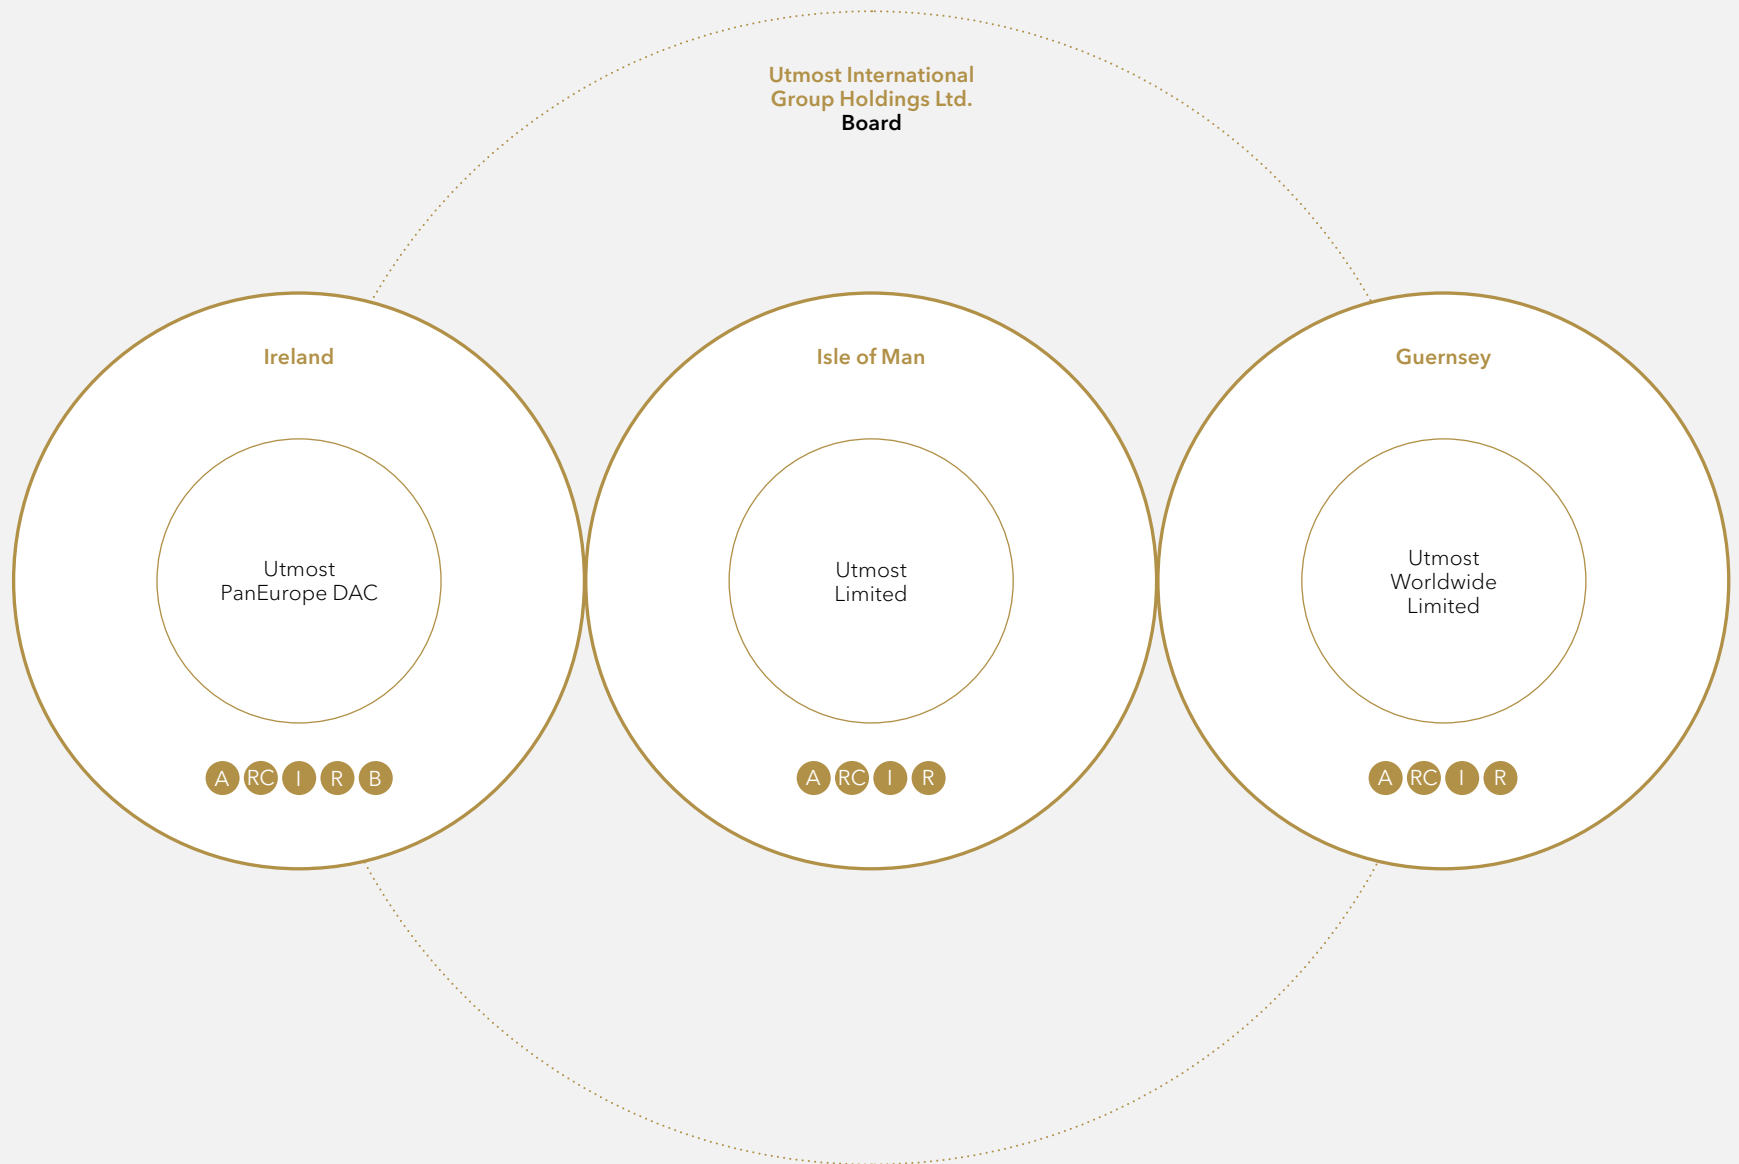 Utmost International
Group Holdings Ltd.
Board
Ireland
Isle of Man
Guernsey
Utmost
PanEurope DAC
Utmost
Limited
Utmost
Worldwide
Limited
A RC I R B
A RC I R
A RC I R